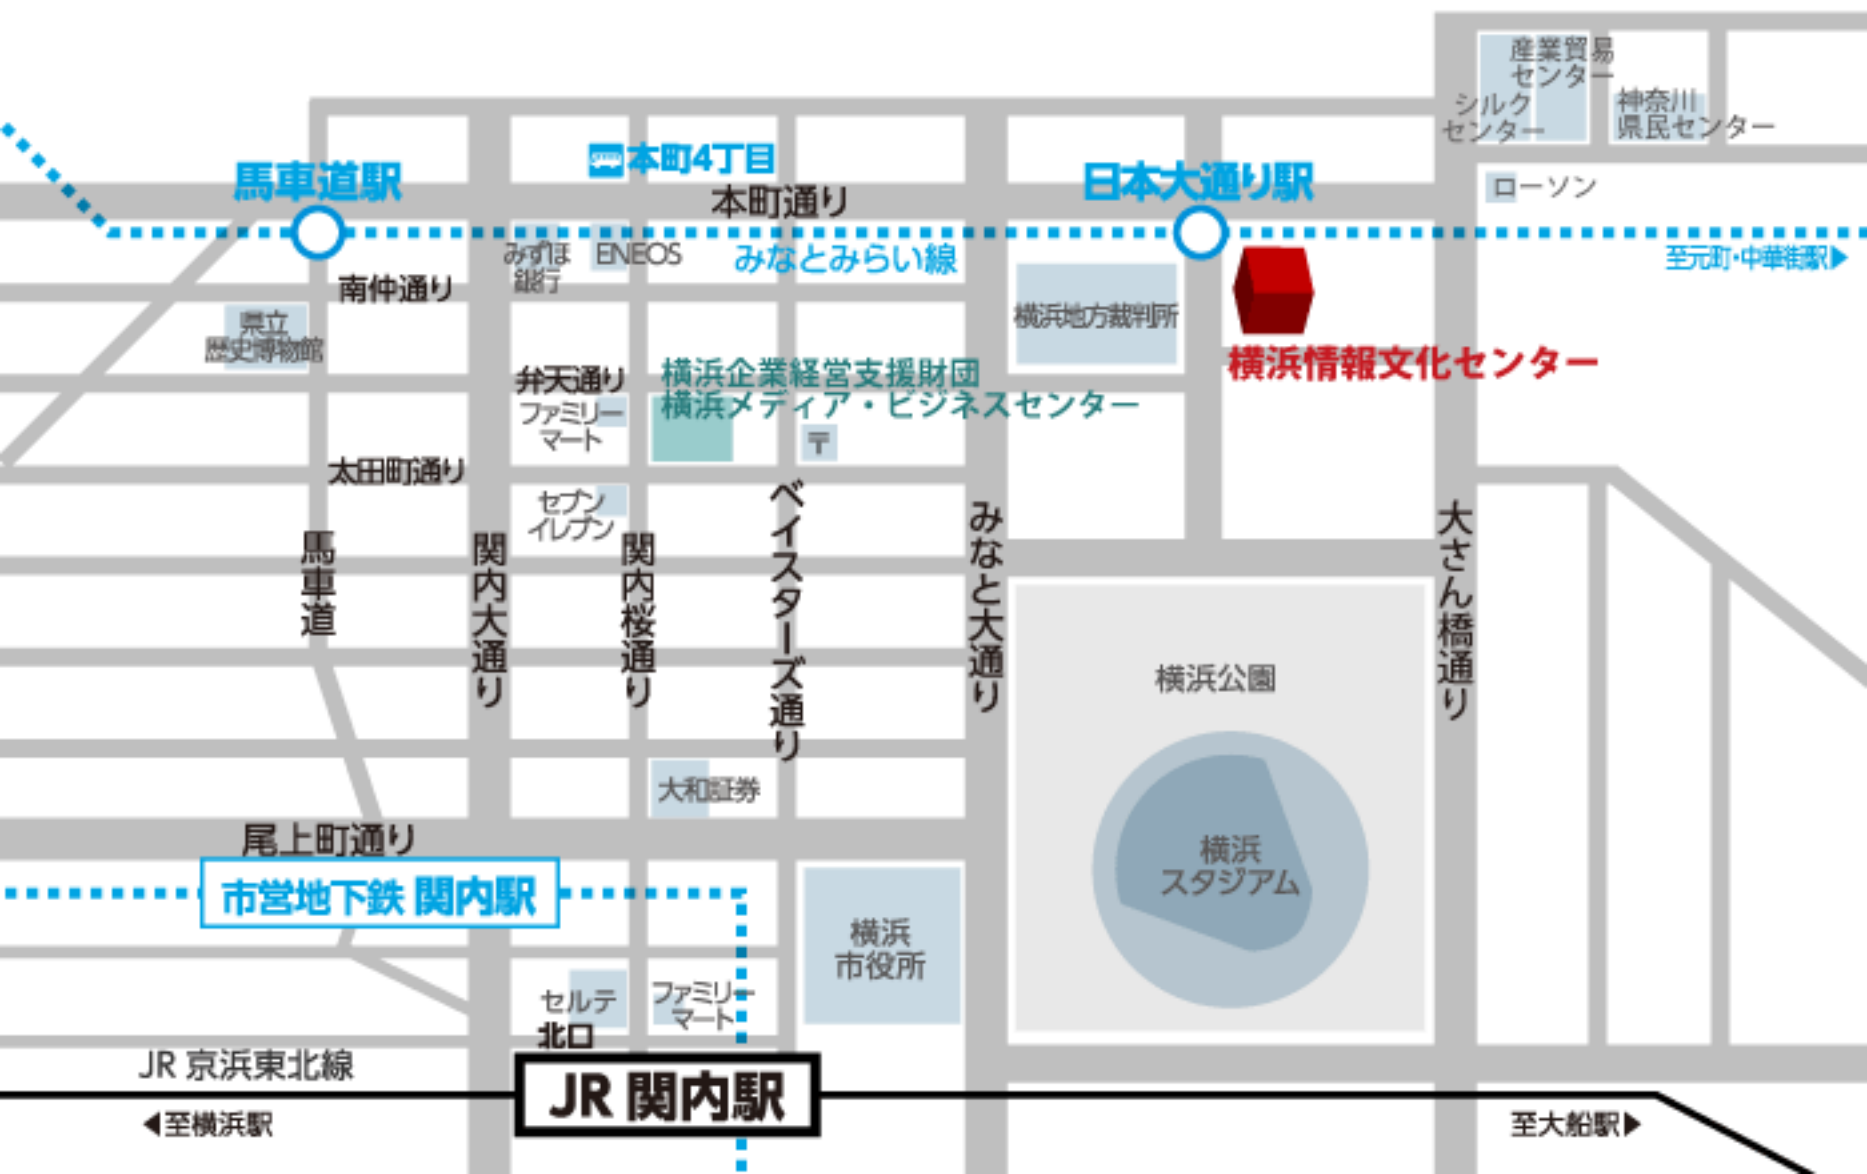 産業貿易
センター
シルク
センター
神奈川
県民センター
馬車道駅
本町4丁目
本町通り
日本大通り駅
ローソン
みずほ
銀行
ENEOS
みなとみらい線
至元町・中華街駅▶
南仲通り
県立
歴史博物館
横浜地方裁判所
横浜情報文化センター
弁天通り
ファミリー
マート
横浜企業経営支援財団
横浜メディア・ビジネスセンター
〒
太田町通り
セブン
イレブン
馬車道
関内大通り
関内桜通り
ベイスターズ通り
みなと大通り
大さん橋通り
横浜公園
大和証券
尾上町通り
横浜
スタジアム
市営地下鉄 関内駅
横浜
市役所
セルテ
ファミリー
マート
北口
JR 京浜東北線
JR 関内駅
◀至横浜駅
至大船駅▶